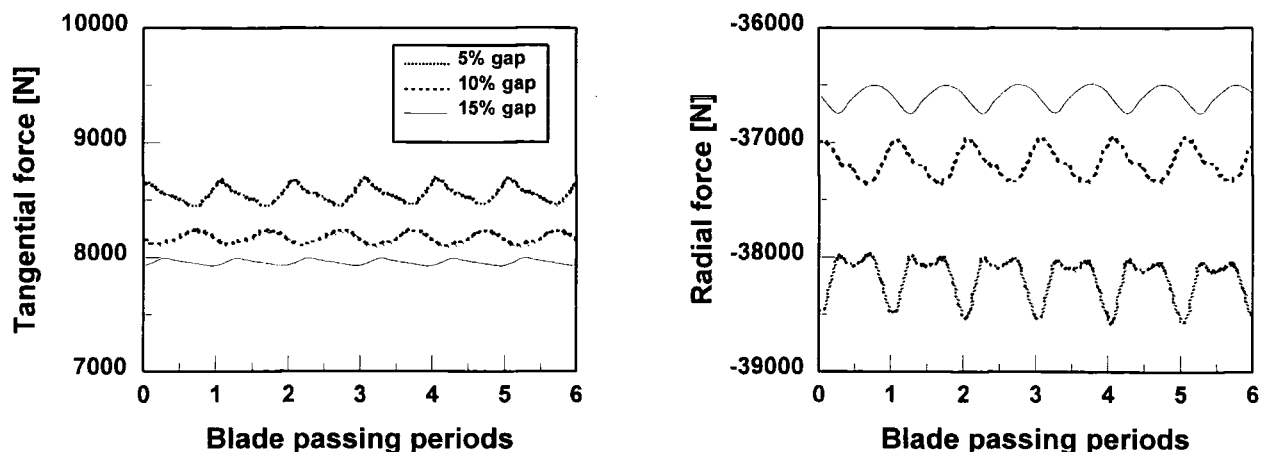 Tangential force [N]
10000
9000
8000
7000
5% gap
10% gap
15% gap
0 1 2 3 4 5 6
Blade passing periods
Radial force [N]
-36000
-37000
-38000
-39000
0 1 2 3 4 5 6
Blade passing periods